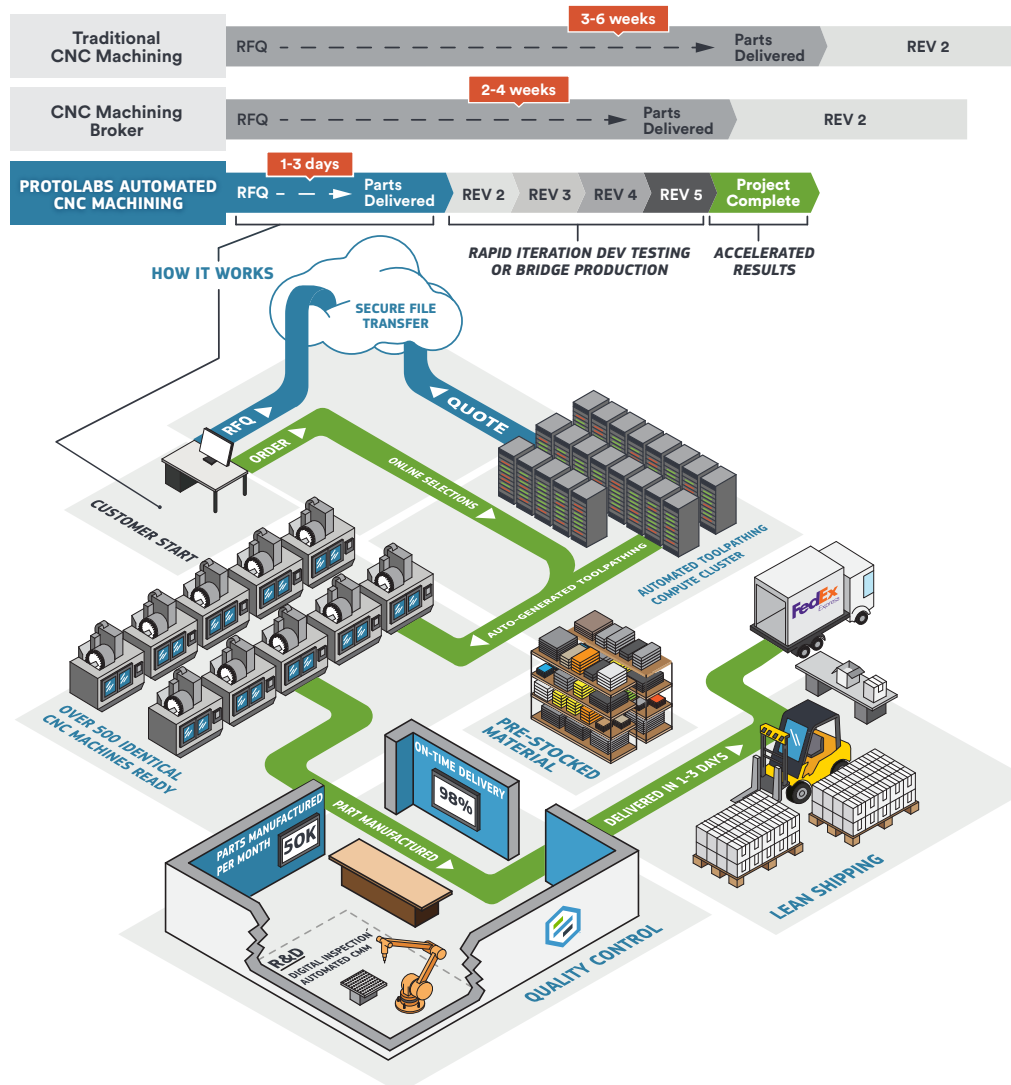 3-6 weeks
Traditional
CNC Machining
RFQ
Parts
Delivered
REV 2
2-4 weeks
CNC Machining
Broker
RFQ
Parts
Delivered
REV 2
1-3 days
PROTOLABS AUTOMATED
CNC MACHINING
RFQ
Parts
Delivered
REV 2
REV 3
REV 4
REV 5
Project
Complete
RAPID ITERATION DEV TESTING
OR BRIDGE PRODUCTION
ACCELERATED
RESULTS
HOW IT WORKS
SECURE FILE
TRANSFER
RFQ
QUOTE
ORDER
ONLINE SELECTIONS
CUSTOMER START
AUTO-GENERATED TOOLPATHING
AUTOMATED TOOLPATHING
COMPUTE CLUSTER
FedEx
Express
OVER 500 IDENTICAL
CNC MACHINES READY
PRE-STOCKED
MATERIAL
ON-TIME DELIVERY
98%
PARTS MANUFACTURED
PER MONTH
50K
PART MANUFACTURED
DELIVERED IN 1-3 DAYS
LEAN SHIPPING
R&D
DIGITAL INSPECTION
AUTOMATED CMM
QUALITY CONTROL